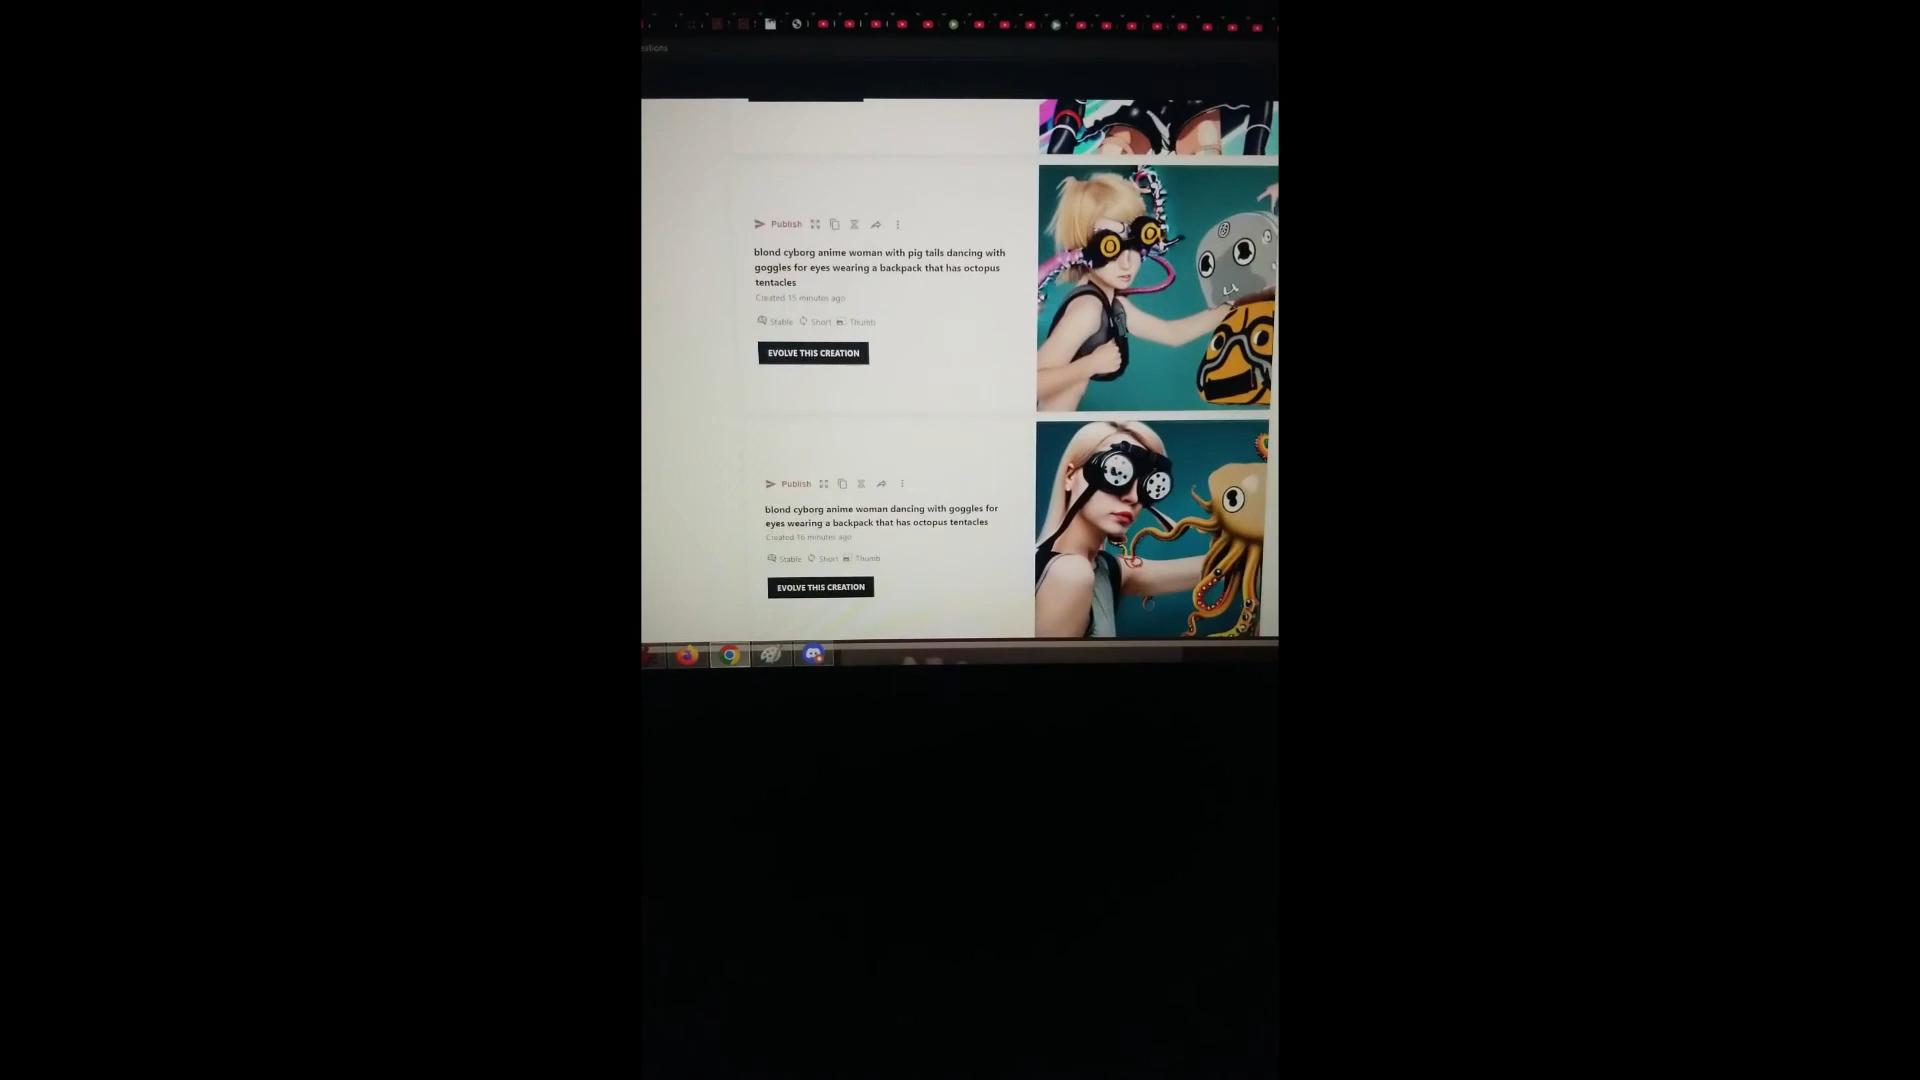 Publish
blond cyborg anime woman with pig tails dancing with
goggles for eyes wearing a backpack that has octopus
tentacles
Created 15 minutes ago
Stable Short Thumb
EVOLVE THIS CREATION
Publish
blond cyborg anime woman dancing with goggles for
eyes wearing a backpack that has octopus tentacles
Created 16 minutes ago
Stable Short Thumb
EVOLVE THIS CREATION